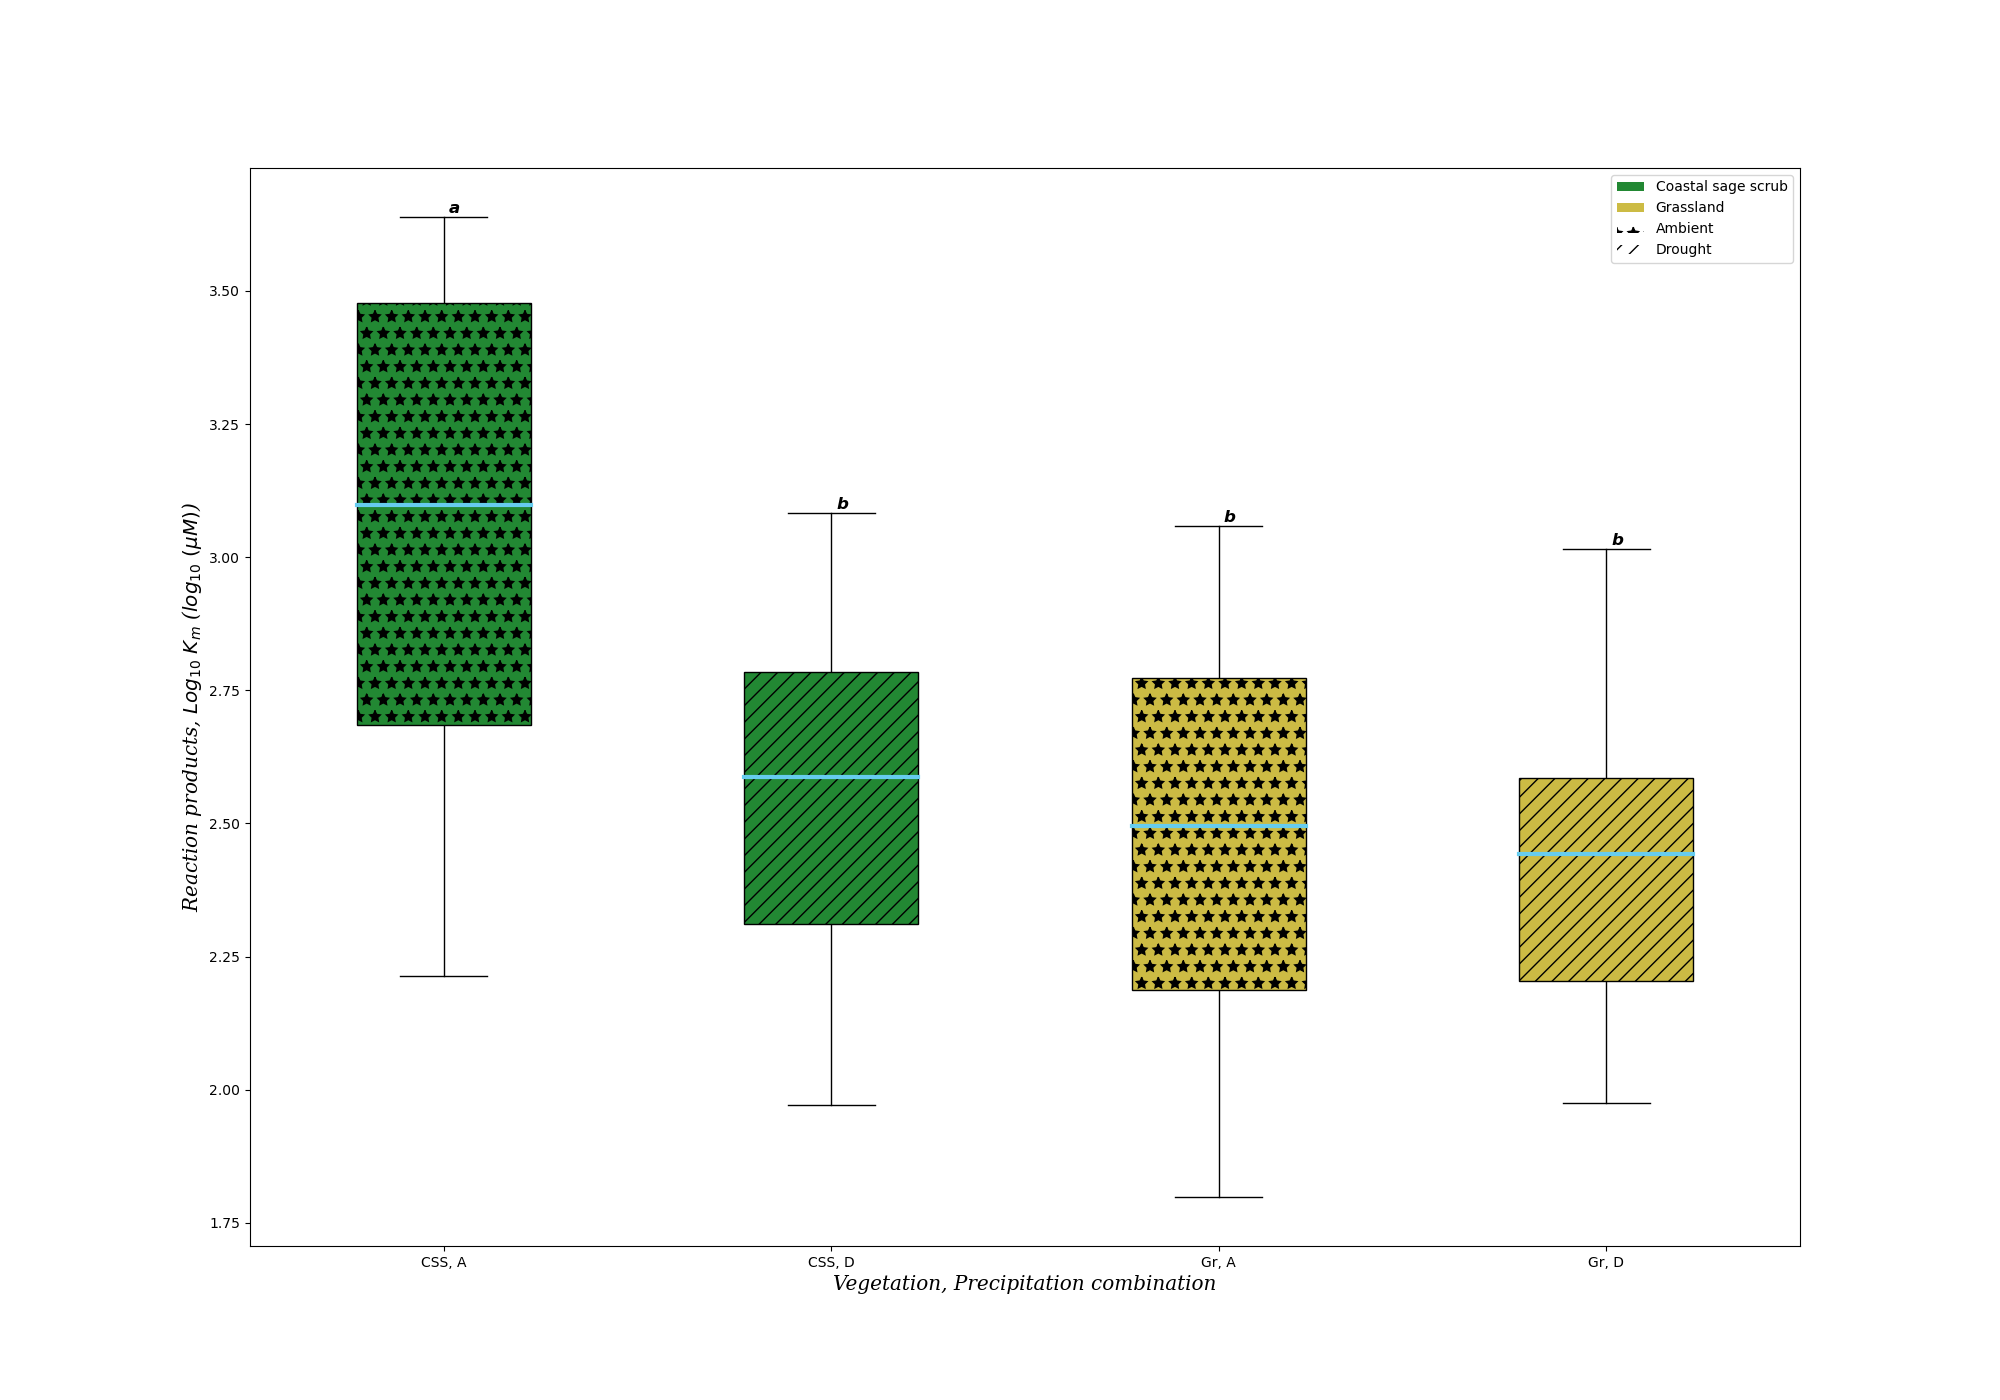 Coastal sage scrub
Grassland
Ambient
Drought
a
b
b
b
3.50
3.25
3.00
2.75
2.50
2.25
2.00
1.75
Reaction products, Log₁₀ Kₘ (log₁₀ (μM))
CSS, A
CSS, D
Gr, A
Gr, D
Vegetation, Precipitation combination